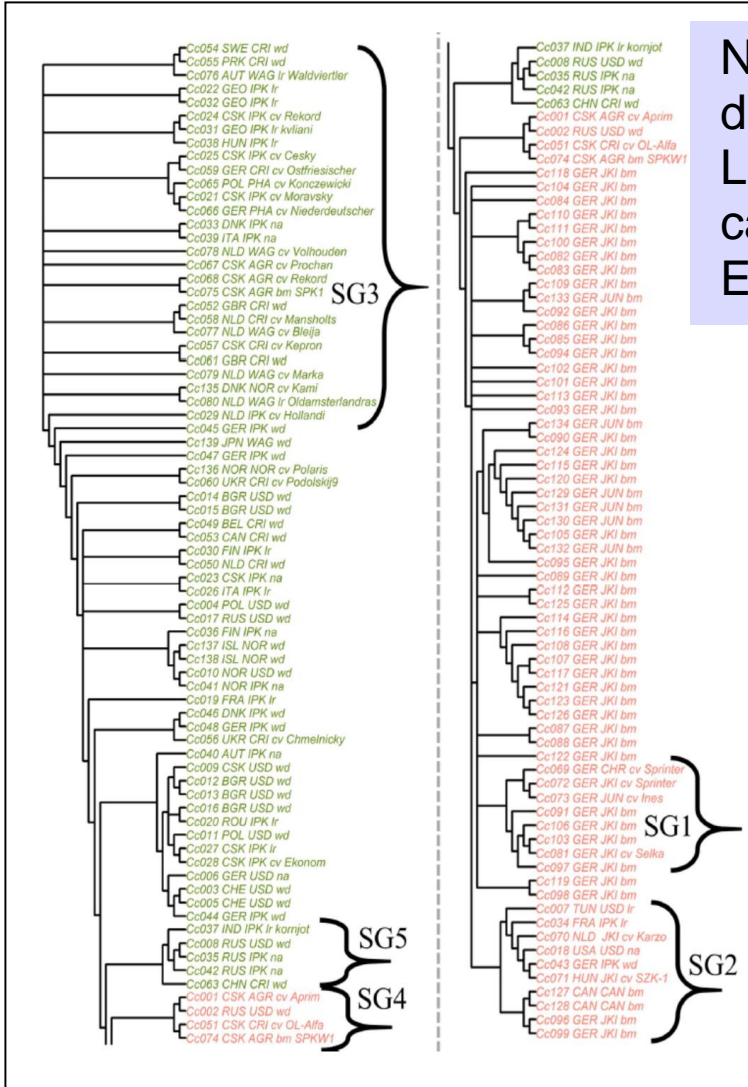 Cc054 SWE CRI wd
Cc055 PRK CRI wd
Cc076 AUT WAG lr Waldviertler
Cc022 GEO IPK lr
Cc032 GEO IPK lr
Cc024 CSK IPK cv Rekord
Cc031 GEO IPK lr kvliani
Cc038 HUN IPK lr
Cc025 CSK IPK cv Cesky
Cc059 GER CRI cv Ostfriesischer
Cc065 POL PHA cv Konczewicki
Cc021 CSK IPK cv Moravsky
Cc066 GER PHA cv Niederdeutscher
Cc033 DNK IPK na
Cc039 ITA IPK na
Cc078 NLD WAG cv Volhouden
Cc067 CSK AGR cv Prochan
Cc068 CSK AGR cv Rekord
Cc075 CSK AGR bm SPK1
SG3
Cc052 GBR CRI wd
Cc058 NLD CRI cv Mansholts
Cc077 NLD WAG cv Bleija
Cc057 CSK CRI cv Kepron
Cc061 GBR CRI wd
Cc079 NLD WAG cv Marka
Cc135 DNK NOR cv Kami
Cc080 NLD WAG lr Oldamsterlandras
Cc029 NLD IPK cv Hollandi
Cc045 GER IPK wd
Cc139 JPN WAG wd
Cc047 GER IPK wd
Cc136 NOR NOR cv Polaris
Cc060 UKR CRI cv Podolskij9
Cc014 BGR USD wd
Cc015 BGR USD wd
Cc049 BEL CRI wd
Cc053 CAN CRI wd
Cc030 FIN IPK lr
Cc050 NLD CRI wd
Cc023 CSK IPK na
Cc026 ITA IPK lr
Cc004 POL USD wd
Cc017 RUS USD wd
Cc036 FIN IPK na
Cc137 ISL NOR wd
Cc138 ISL NOR wd
Cc010 NOR USD wd
Cc041 NOR IPK na
Cc019 FRA IPK lr
Cc046 DNK IPK wd
Cc048 GER IPK wd
Cc056 UKR CRI cv Chmelnicky
Cc040 AUT IPK na
Cc009 CSK USD wd
Cc012 BGR USD wd
Cc013 BGR USD wd
Cc016 BGR USD wd
Cc020 ROU IPK lr
Cc011 POL USD wd
Cc027 CSK IPK lr
Cc028 CSK IPK cv Ekonom
Cc006 GER USD na
Cc003 CHE USD wd
Cc005 CHE USD wd
Cc044 GER IPK wd
Cc037 IND IPK lr kornjot
Cc008 RUS USD wd
SG5
Cc035 RUS IPK na
Cc042 RUS IPK na
Cc063 CHN CRI wd
Cc001 CSK AGR cv Aprim
Cc002 RUS USD wd
SG4
Cc051 CSK CRI cv OL-Alfa
Cc074 CSK AGR bm SPKW1
Cc037 IND IPK lr kornjot
Cc008 RUS USD wd
Cc035 RUS IPK na
Cc042 RUS IPK na
Cc063 CHN CRI wd
Cc001 CSK AGR cv Aprim
Cc002 RUS USD wd
Cc051 CSK CRI cv OL-Alfa
Cc074 CSK AGR bm SPKW1
Cc118 GER JKI bm
Cc104 GER JKI bm
Cc084 GER JKI bm
Cc110 GER JKI bm
Cc111 GER JKI bm
Cc100 GER JKI bm
Cc082 GER JKI bm
Cc083 GER JKI bm
Cc109 GER JKI bm
Cc133 GER JUN bm
Cc092 GER JKI bm
Cc086 GER JKI bm
Cc085 GER JKI bm
Cc094 GER JKI bm
Cc102 GER JKI bm
Cc101 GER JKI bm
Cc113 GER JKI bm
Cc093 GER JKI bm
Cc134 GER JUN bm
Cc090 GER JKI bm
Cc124 GER JKI bm
Cc115 GER JKI bm
Cc120 GER JKI bm
Cc129 GER JUN bm
Cc131 GER JUN bm
Cc130 GER JUN bm
Cc105 GER JKI bm
Cc132 GER JUN bm
Cc095 GER JKI bm
Cc089 GER JKI bm
Cc112 GER JKI bm
Cc125 GER JKI bm
Cc114 GER JKI bm
Cc116 GER JKI bm
Cc108 GER JKI bm
Cc107 GER JKI bm
Cc117 GER JKI bm
Cc121 GER JKI bm
Cc123 GER JKI bm
Cc126 GER JKI bm
Cc087 GER JKI bm
Cc088 GER JKI bm
Cc122 GER JKI bm
Cc069 GER CHR cv Sprinter
Cc072 GER JKI cv Sprinter
Cc073 GER JUN cv Ines
Cc091 GER JKI bm
Cc106 GER JKI bm
SG1
Cc103 GER JKI bm
Cc081 GER JKI cv Selka
Cc097 GER JKI bm
Cc119 GER JKI bm
Cc098 GER JKI bm
Cc007 TUN USD lr
Cc034 FRA IPK lr
Cc070 NLD JKI cv Karzo
Cc018 USA USD na
SG2
Cc043 GER IPK wd
Cc071 HUN JKI cv SZK-1
Cc127 CAN CAN bm
Cc128 CAN CAN bm
Cc096 GER JKI bm
Cc099 GER JKI bm
N
d
L
ca
E